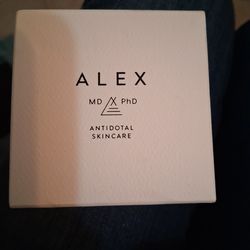 ALEX
MD PhD
ANTIDOTAL
SKINCARE